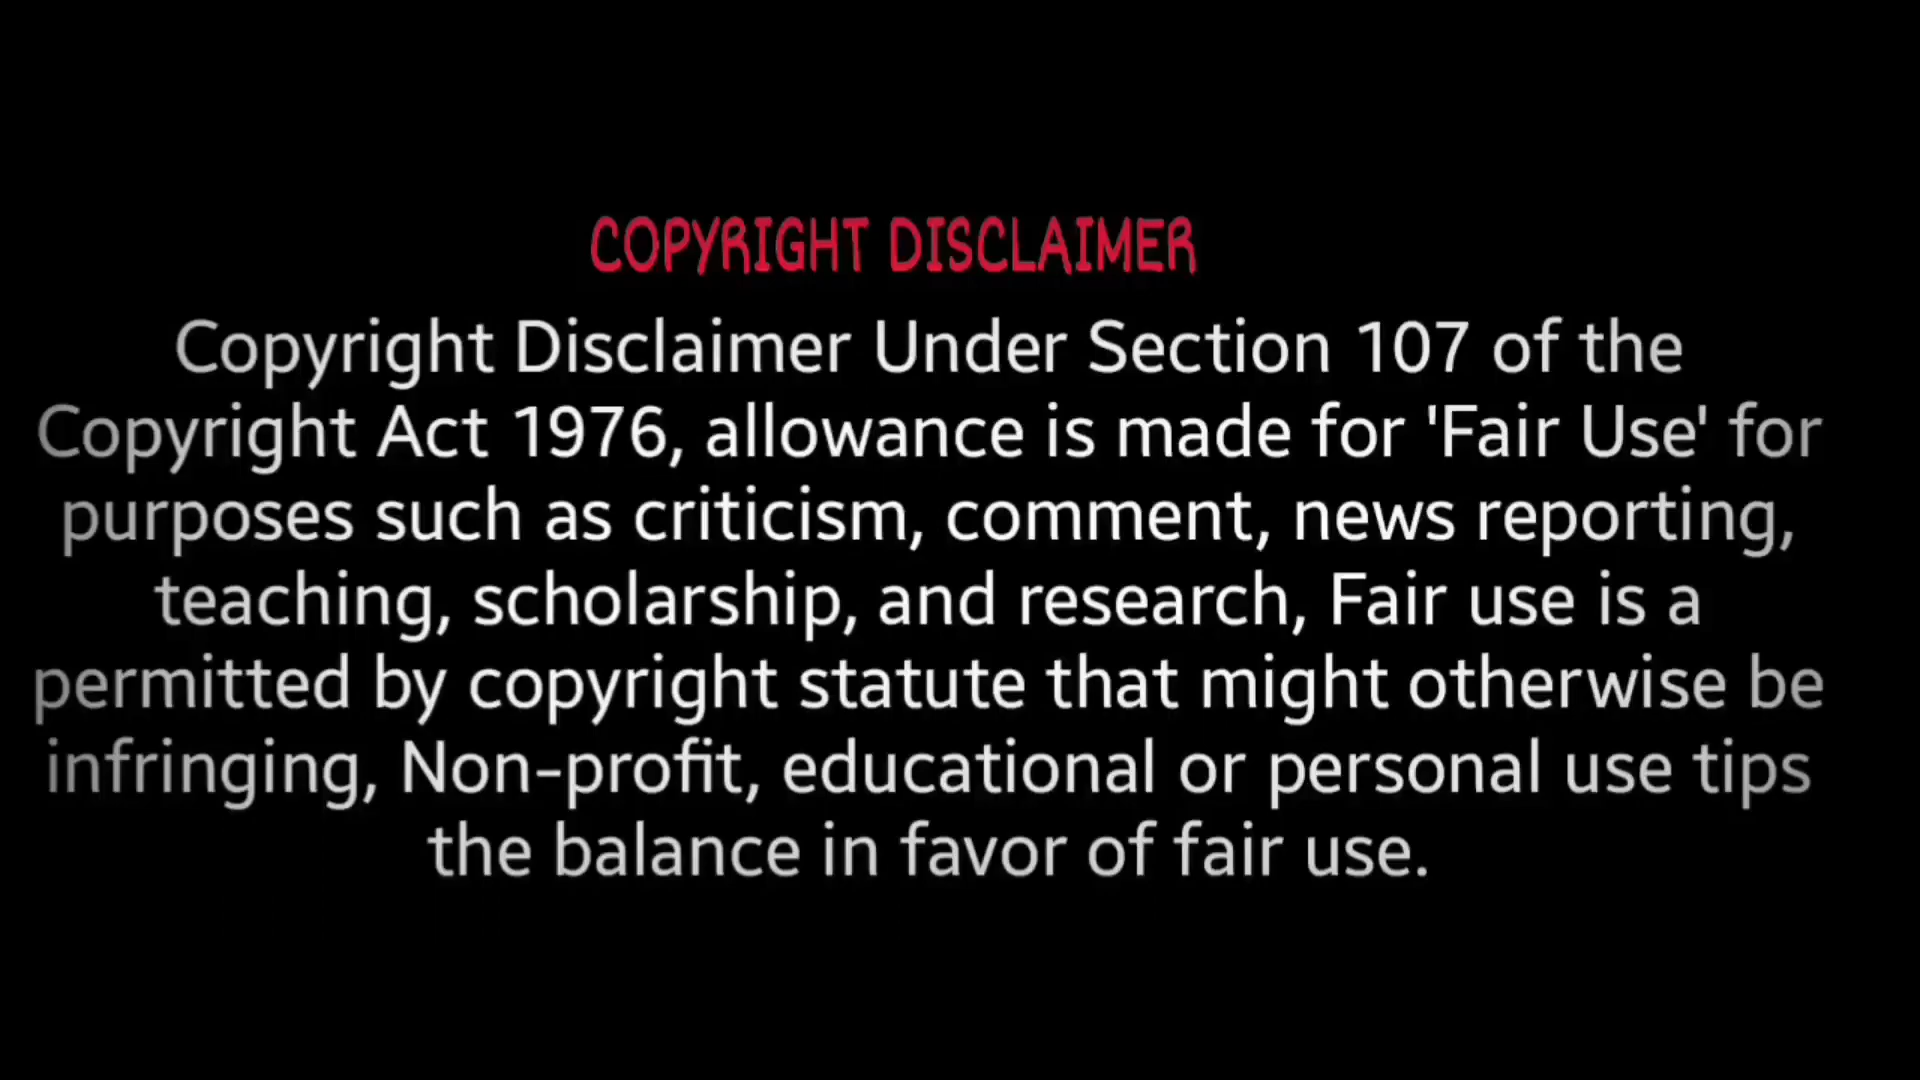 COPYRIGHT DISCLAIMER
Copyright Disclaimer Under Section 107 of the
Copyright Act 1976, allowance is made for 'Fair Use' for
purposes such as criticism, comment, news reporting,
teaching, scholarship, and research, Fair use is a
permitted by copyright statute that might otherwise be
infringing, Non-profit, educational or personal use tips
the balance in favor of fair use.